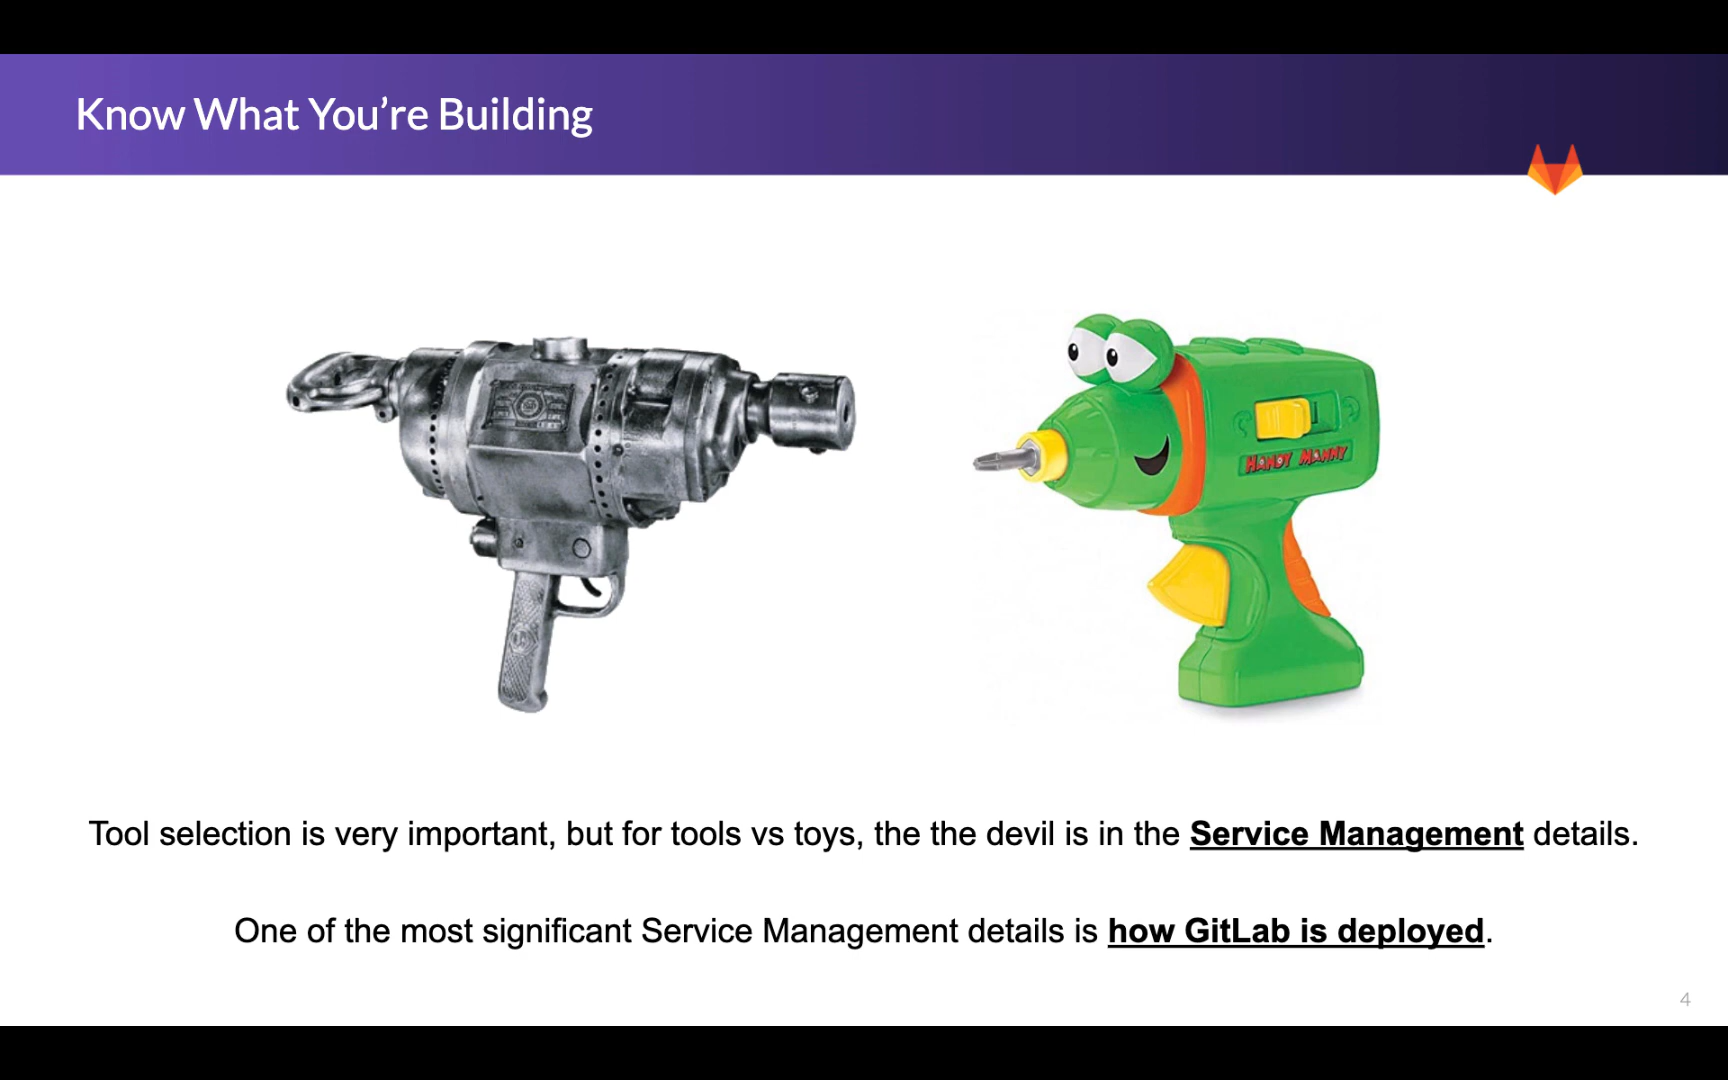 Know What You’re Building
HANDY MANNY
Tool selection is very important, but for tools vs toys, the the devil is in the Service Management details.
One of the most significant Service Management details is how GitLab is deployed.
4